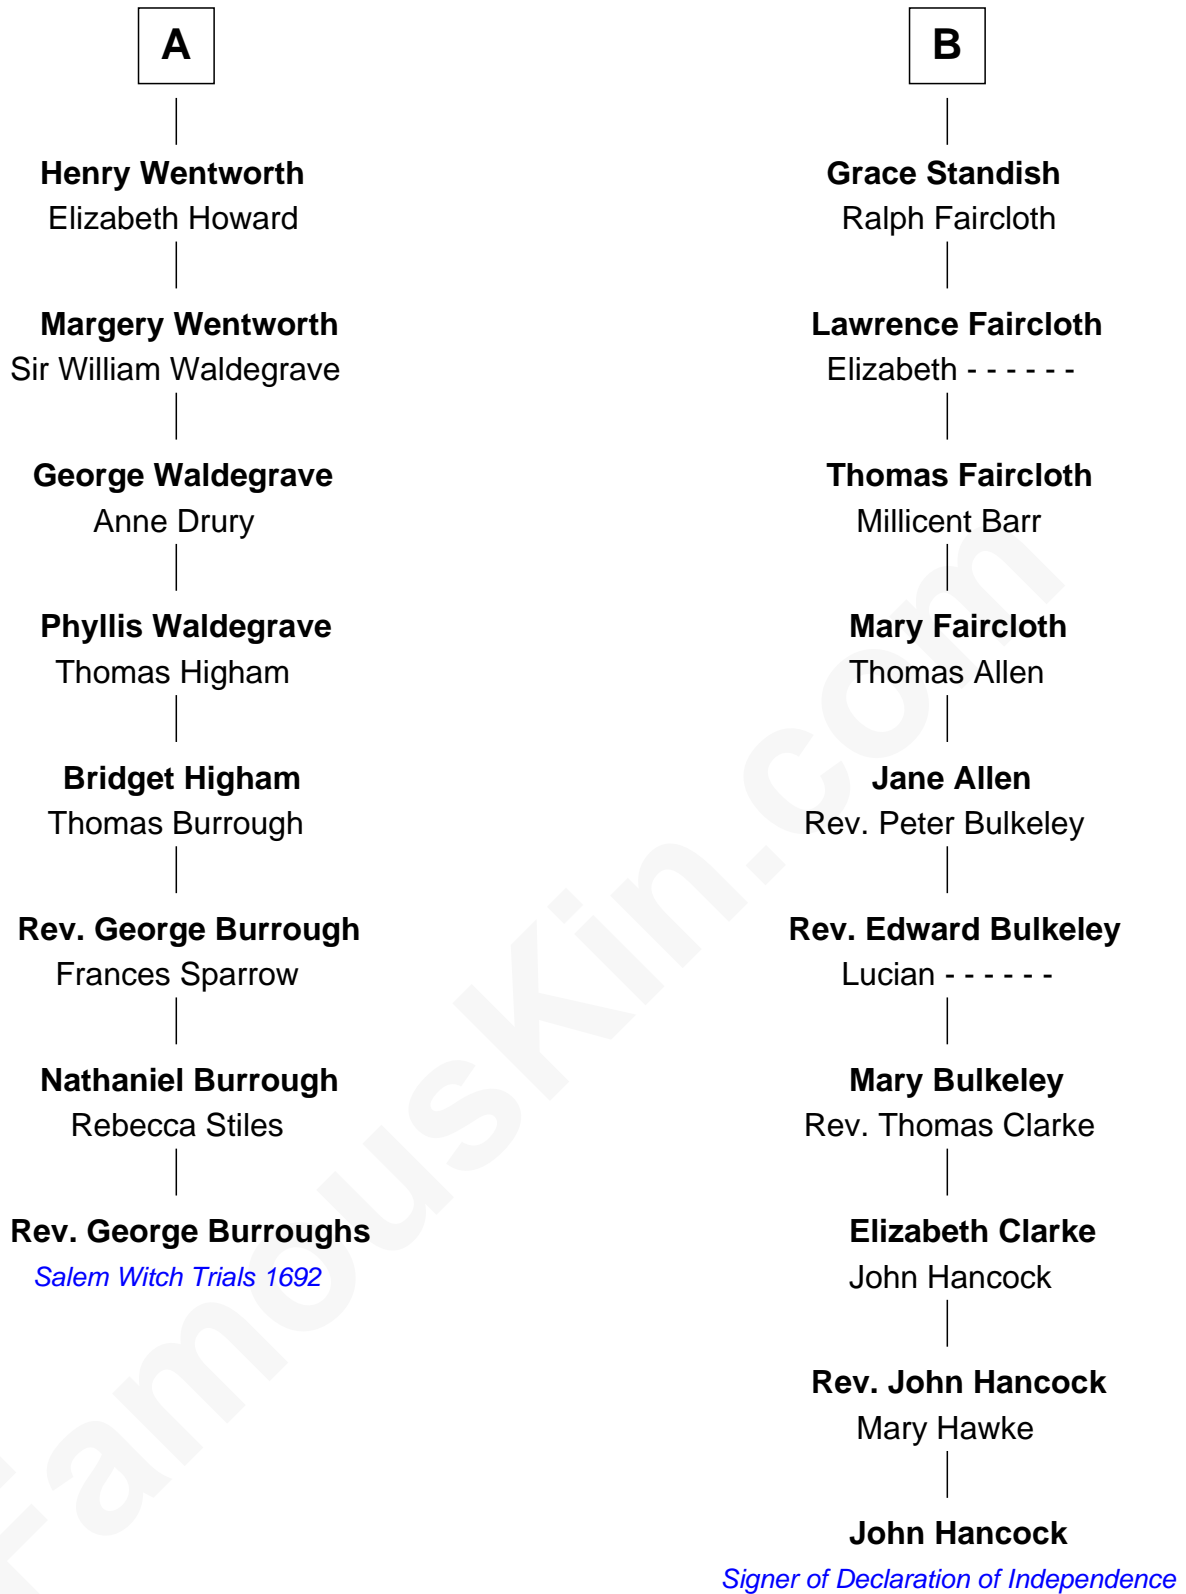 A
Henry Wentworth
Elizabeth Howard
Margery Wentworth
Sir William Waldegrave
George Waldegrave
Anne Drury
Phyllis Waldegrave
Thomas Higham
Bridget Higham
Thomas Burrough
Rev. George Burrough
Frances Sparrow
Nathaniel Burrough
Rebecca Stiles
Rev. George Burroughs
Salem Witch Trials 1692
B
Grace Standish
Ralph Faircloth
Lawrence Faircloth
Elizabeth - - - - - -
Thomas Faircloth
Millicent Barr
Mary Faircloth
Thomas Allen
Jane Allen
Rev. Peter Bulkeley
Rev. Edward Bulkeley
Lucian - - - - - -
Mary Bulkeley
Rev. Thomas Clarke
Elizabeth Clarke
John Hancock
Rev. John Hancock
Mary Hawke
John Hancock
Signer of Declaration of Independence
FamousKin.com